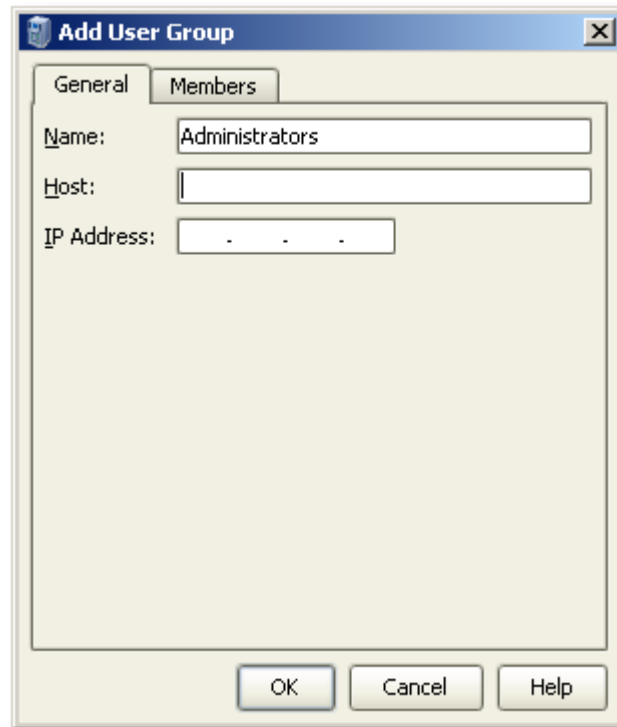 Add User Group
General Members
Name: Administrators
Host:
IP Address: . . .
OK Cancel Help